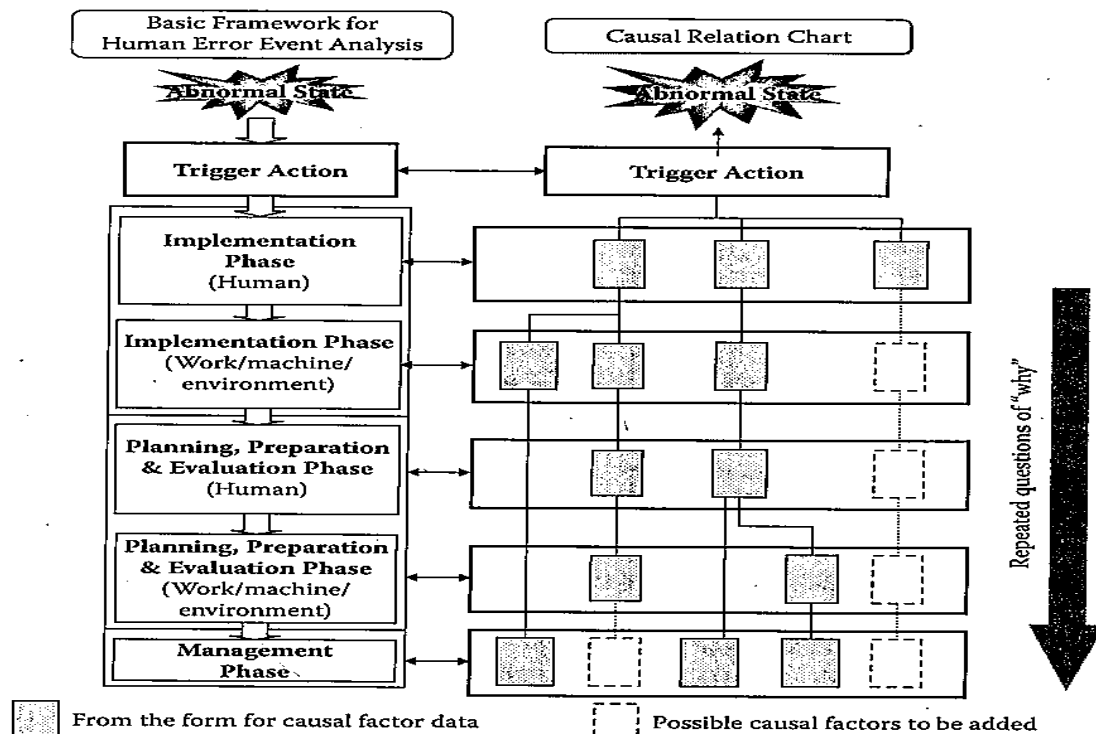 Basic Framework for
Human Error Event Analysis
Causal Relation Chart
Abnormal State
Abnormal State
Trigger Action
Trigger Action
Implementation
Phase
(Human)
Implementation Phase
(Work/machine/
environment)
Planning, Preparation
& Evaluation Phase
(Human)
Planning, Preparation
& Evaluation Phase
(Work/machine/
environment)
Management
Phase
Repeated questions of "why"
From the form for causal factor data
Possible causal factors to be added